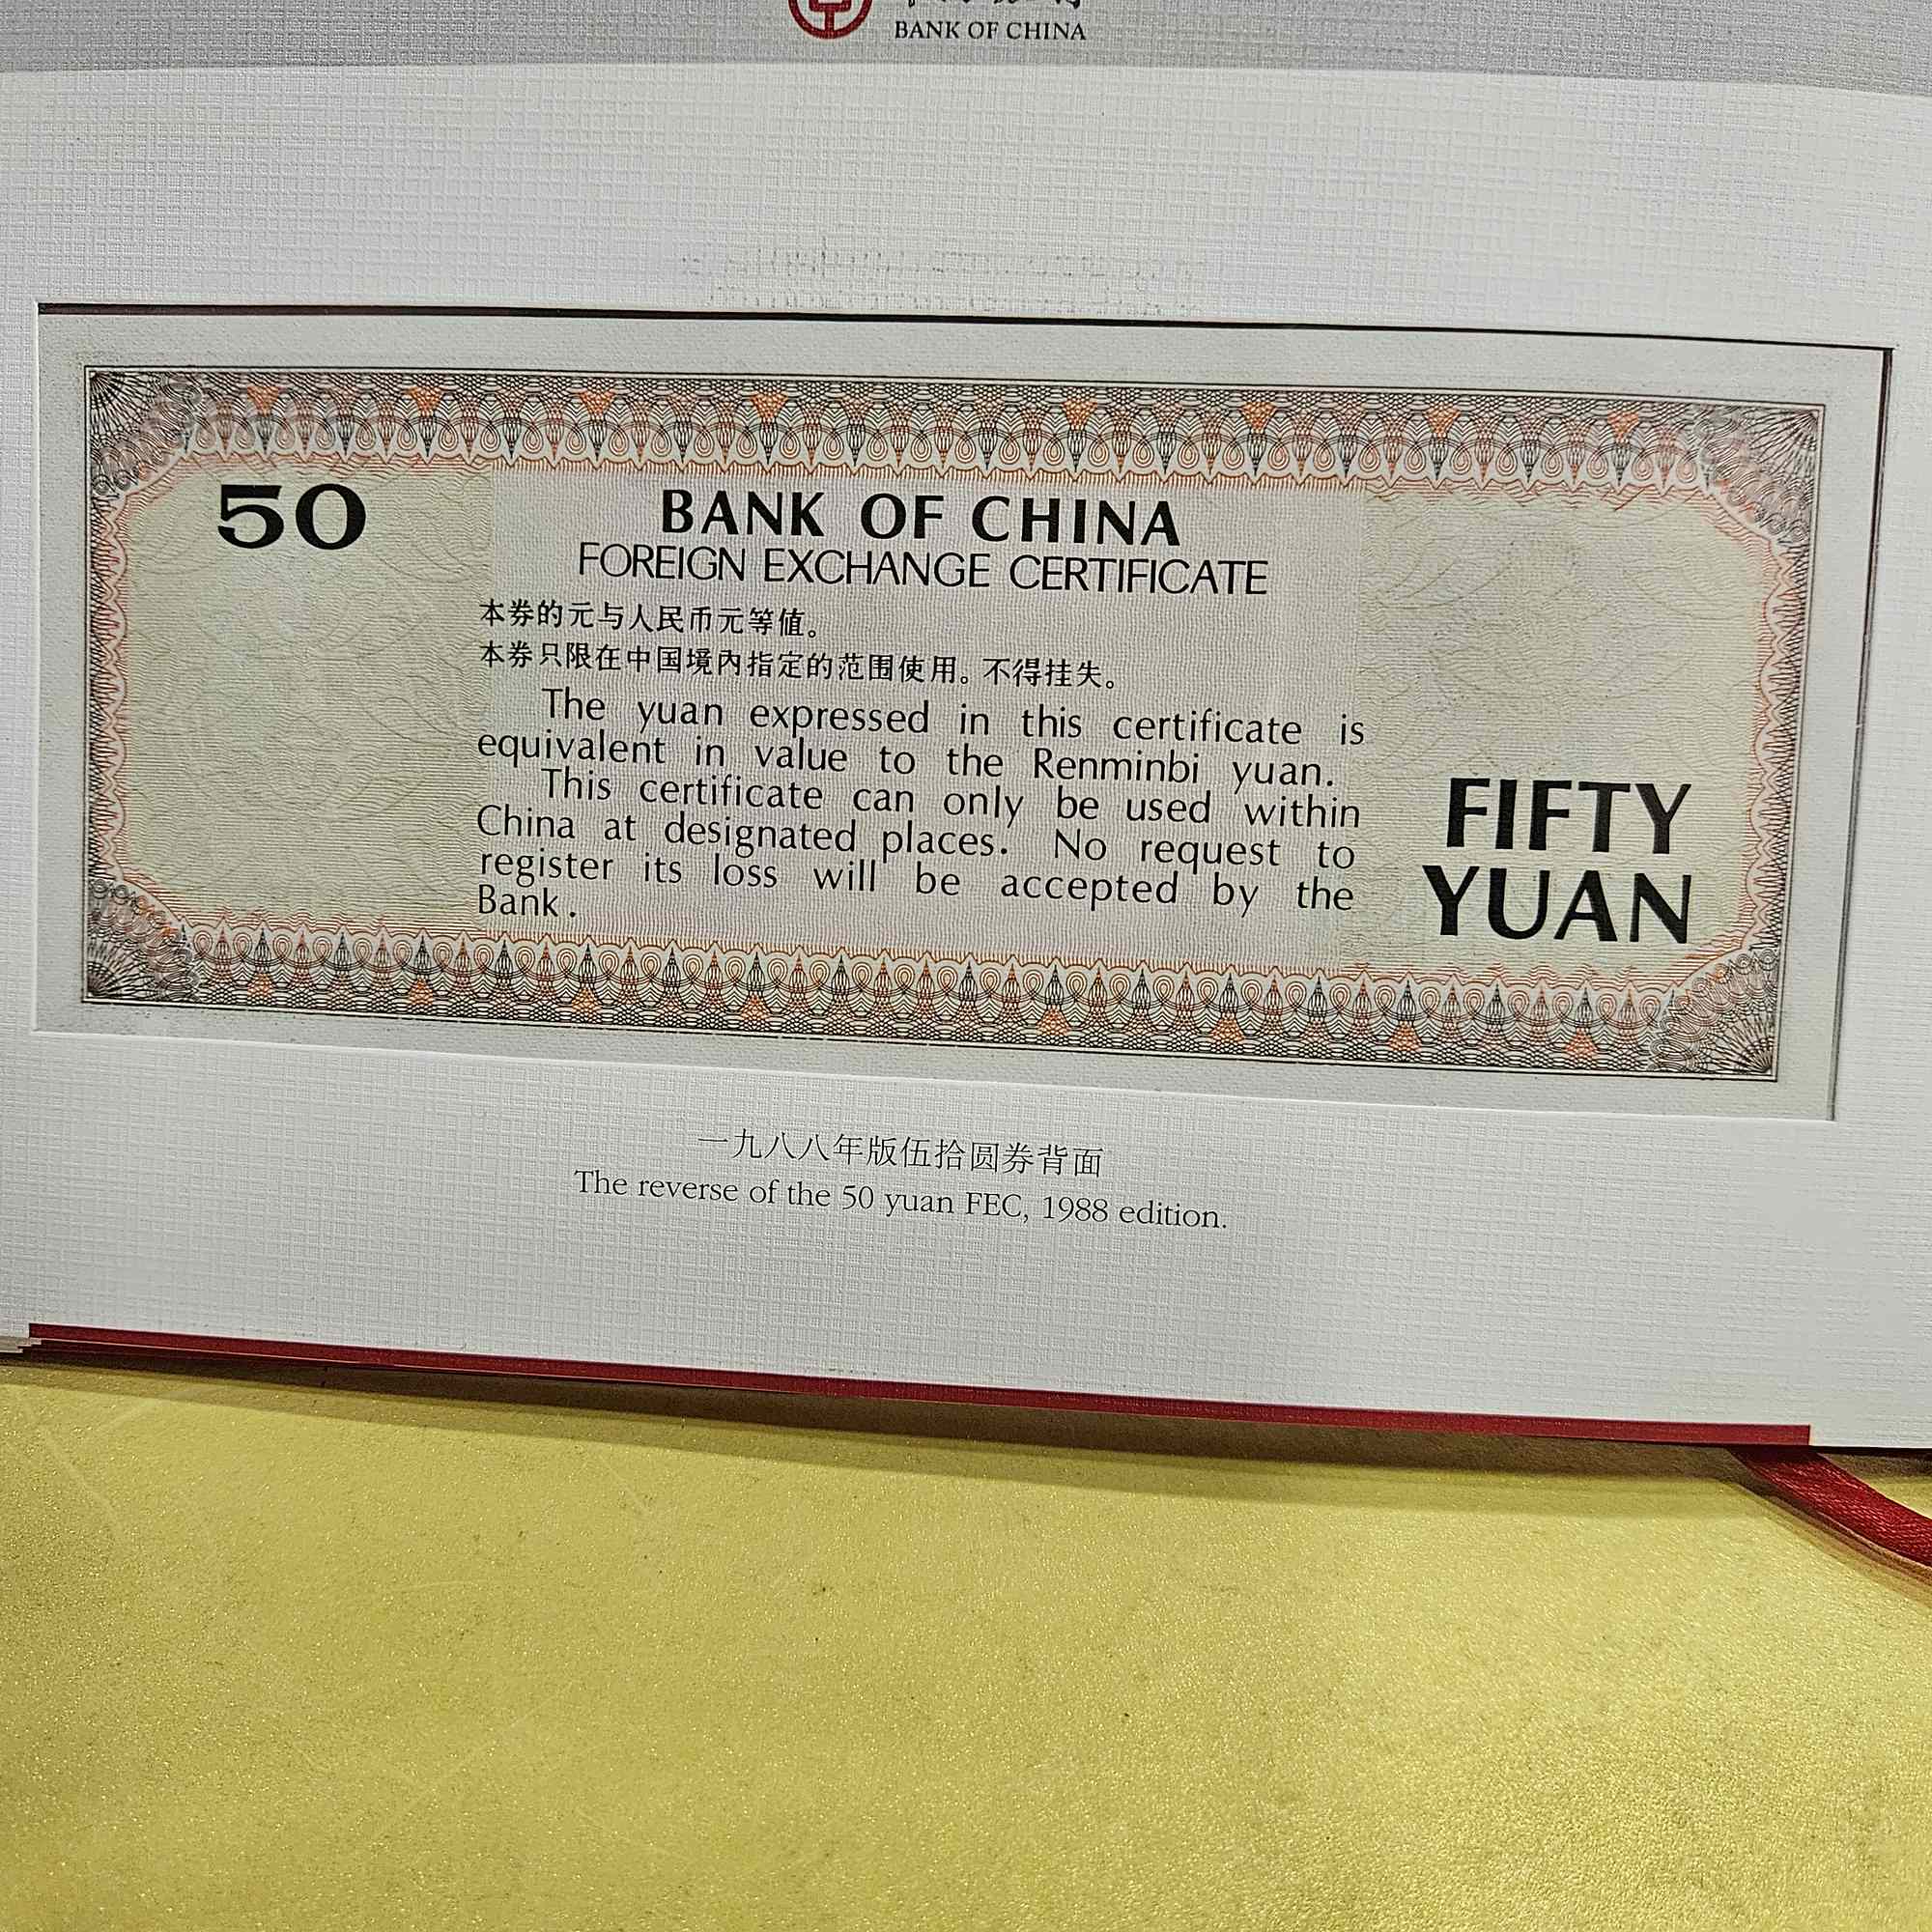 BANK OF CHINA
50
BANK OF CHINA
FOREIGN EXCHANGE CERTIFICATE
本券的元与人民币元等值。
本券只限在中国境内指定的范围使用。不得挂失。
The yuan expressed in this certificate is
equivalent in value to the Renminbi yuan.
This certificate can only be used within
China at designated places. No request to
register its loss will be accepted by the
Bank.
FIFTY
YUAN
一九八八年版伍拾圆券背面
The reverse of the 50 yuan FEC, 1988 edition.